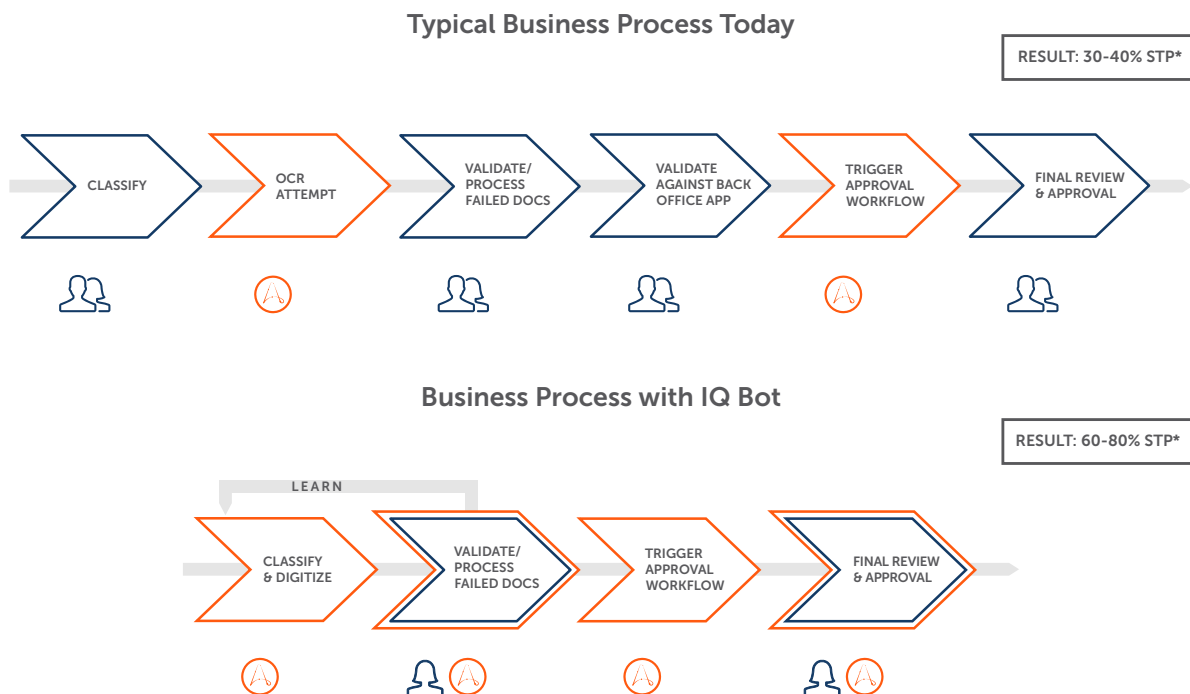 Typical Business Process Today
RESULT: 30-40% STP*
CLASSIFY
OCR
ATTEMPT
VALIDATE/
PROCESS
FAILED DOCS
VALIDATE
AGAINST BACK
OFFICE APP
TRIGGER
APPROVAL
WORKFLOW
FINAL REVIEW
& APPROVAL
Business Process with IQ Bot
RESULT: 60-80% STP*
LEARN
CLASSIFY
& DIGITIZE
VALIDATE/
PROCESS
FAILED DOCS
TRIGGER
APPROVAL
WORKFLOW
FINAL REVIEW
& APPROVAL